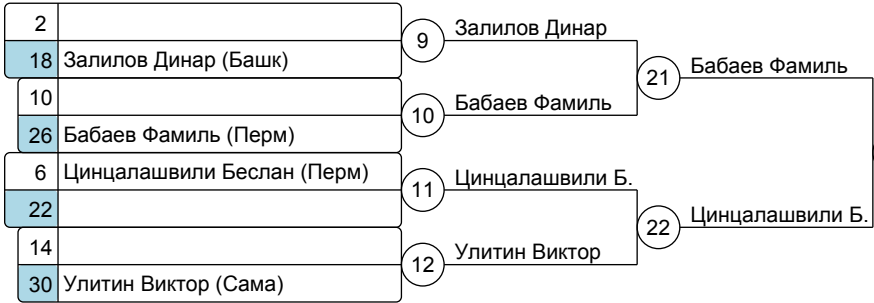 2
18 Залилов Динар (Башк)
10
26 Бабаев Фамиль (Перм)
6 Цинцалашвили Беслан (Перм)
22
14
30 Улитин Виктор (Сама)
9 Залилов Динар
10 Бабаев Фамиль
11 Цинцалашвили Б.
12 Улитин Виктор
21 Бабаев Фамиль
22 Цинцалашвили Б.